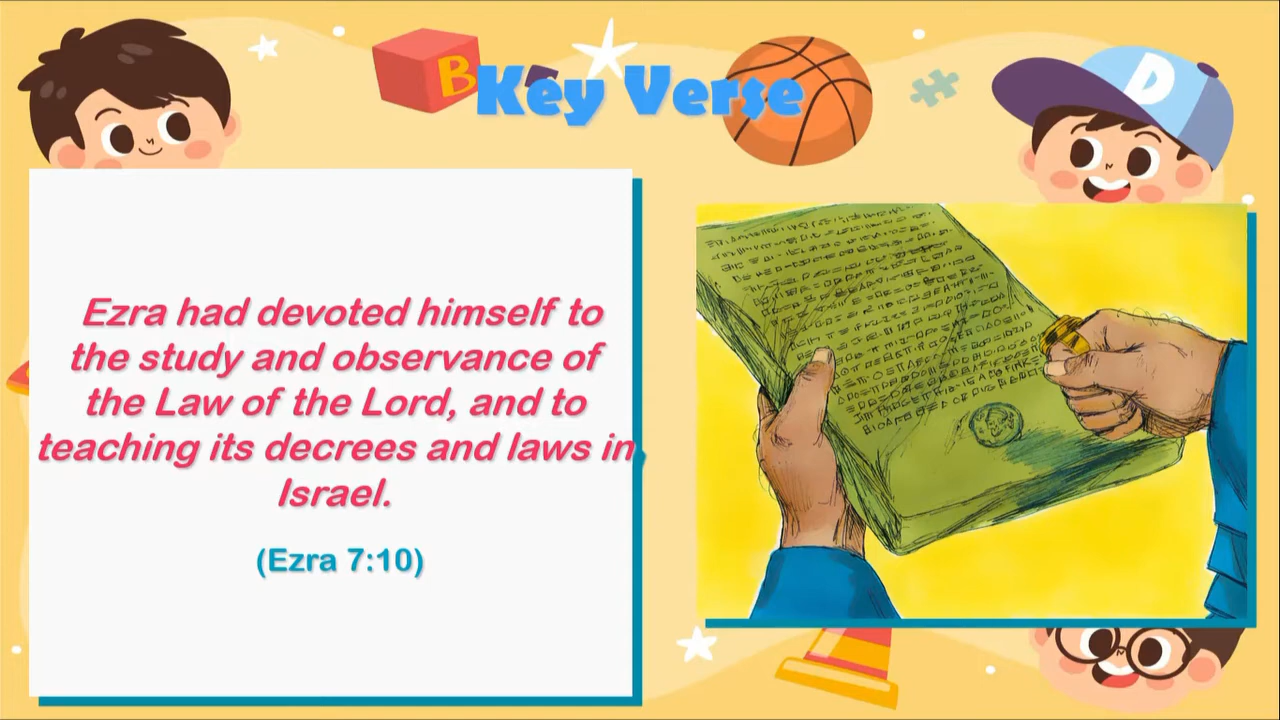 B
Key Verse
D
Ezra had devoted himself to
the study and observance of
the Law of the Lord, and to
teaching its decrees and laws in
Israel.
(Ezra 7:10)